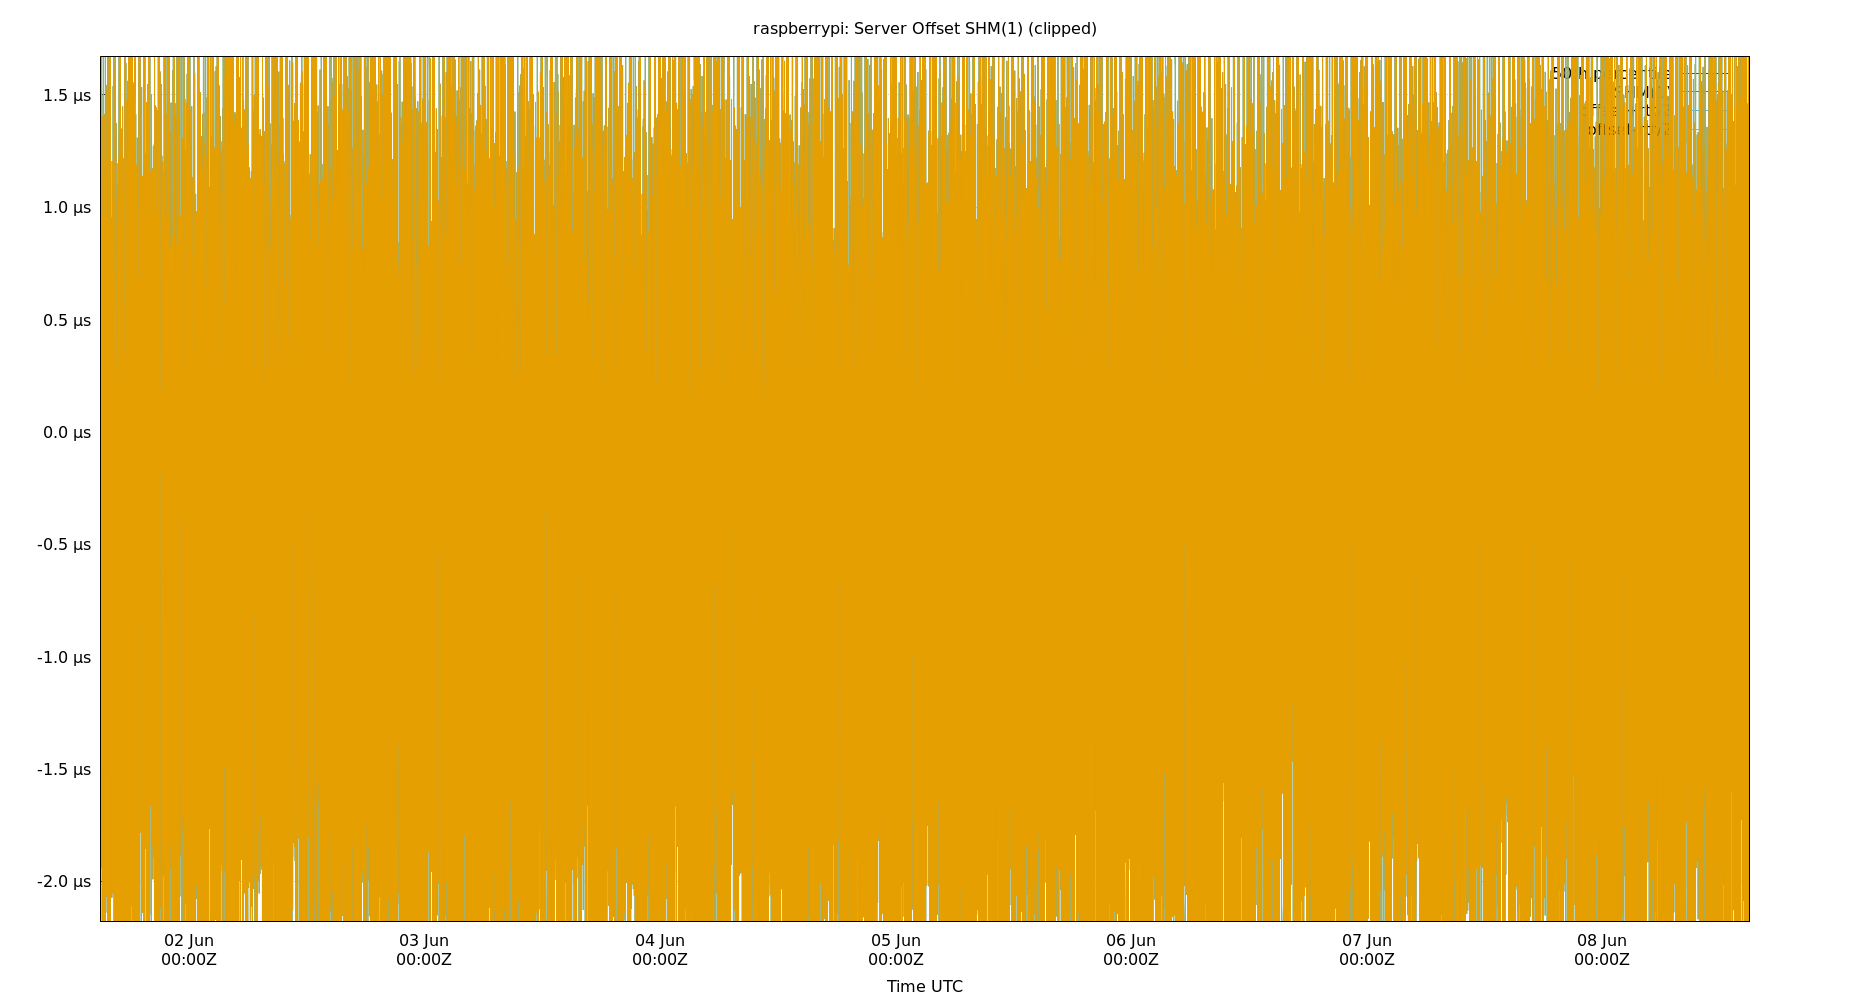 raspberrypi: Server Offset SHM(1) (clipped)
1.5 µs
1.0 µs
0.5 µs
0.0 µs
-0.5 µs
-1.0 µs
-1.5 µs
-2.0 µs
02 Jun 03 Jun 04 Jun 05 Jun 06 Jun 07 Jun 08 Jun
00:00Z 00:00Z 00:00Z 00:00Z 00:00Z 00:00Z 00:00Z
Time UTC